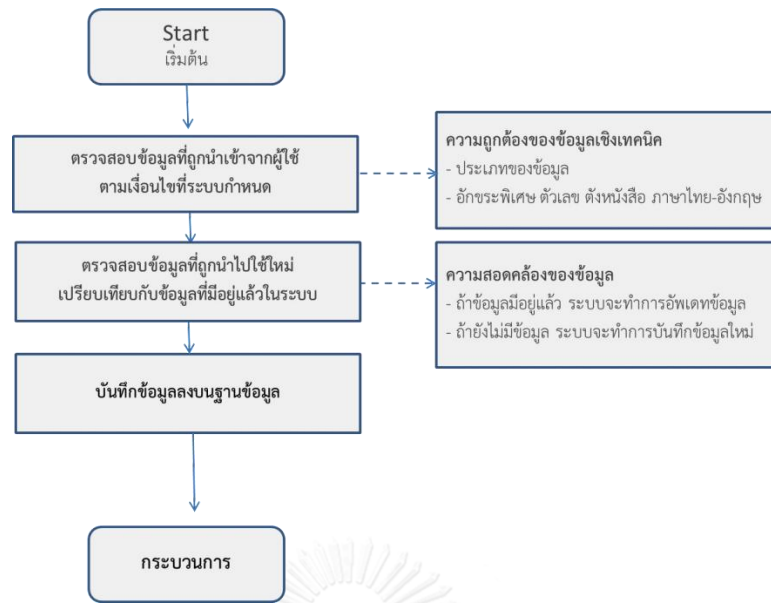 Start
เริ่มต้น
ตรวจสอบข้อมูลที่ถูกนำเข้าจากผู้ใช้
ตามเงื่อนไขที่ระบบกำหนด
ความถูกต้องของข้อมูลเชิงเทคนิค
- ประเภทของข้อมูล
- อักขระพิเศษ ตัวเลข ตังหนังสือ ภาษาไทย-อังกฤษ
ตรวจสอบข้อมูลที่ถูกนำไปใช้ใหม่
เปรียบเทียบกับข้อมูลที่มีอยู่แล้วในระบบ
ความสอดคล้องของข้อมูล
- ถ้าข้อมูลมีอยู่แล้ว ระบบจะทำการอัพเดทข้อมูล
- ถ้ายังไม่มีข้อมูล ระบบจะทำการบันทึกข้อมูลใหม่
บันทึกข้อมูลลงบนฐานข้อมูล
กระบวนการ